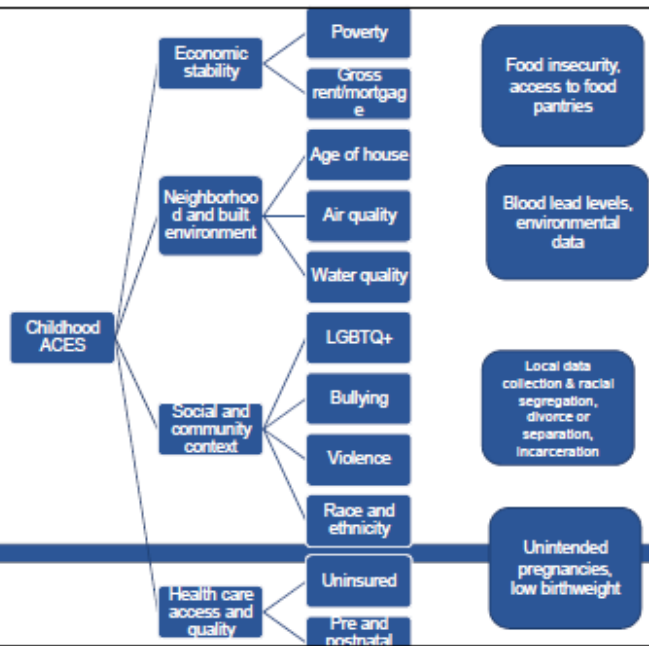 Childhood
ACES
Economic
stability
Poverty
Gross
rent/mortgag
e
Food insecurity,
access to food
pantries
Neighborhoo
d and built
environment
Age of house
Air quality
Water quality
Blood lead levels,
environmental
data
Social and
community
context
LGBTQ+
Bullying
Violence
Race and
ethnicity
Local data
collection & racial
segregation,
divorce or
separation,
incarceration
Health care
access and
quality
Uninsured
Pre and
postnatal
Unintended
pregnancies,
low birthweight